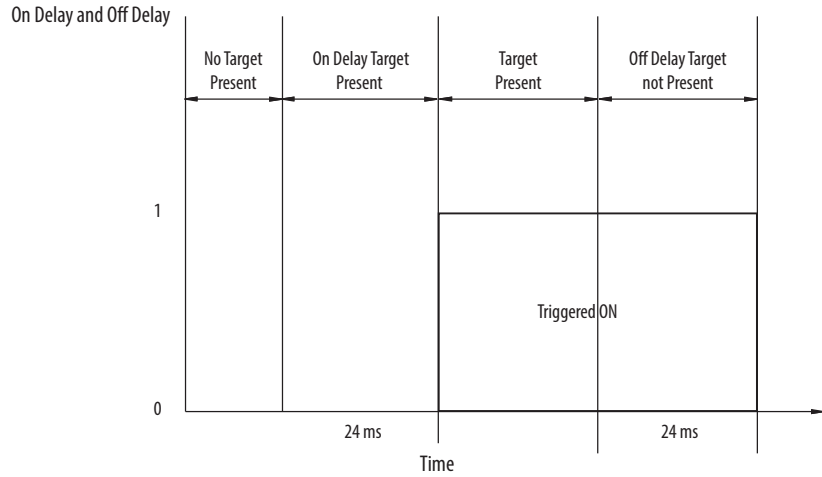 On Delay and Off Delay
No Target
Present
On Delay Target
Present
Target
Present
Off Delay Target
not Present
1
Triggered ON
0
24 ms
24 ms
Time